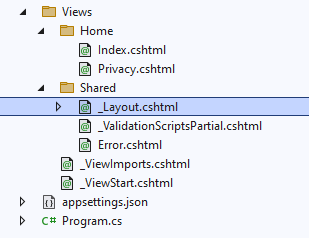 Views
Home
Index.cshtml
Privacy.cshtml
Shared
_Layout.cshtml
_ValidationScriptsPartial.cshtml
Error.cshtml
_ViewImports.cshtml
_ViewStart.cshtml
appsettings.json
C# Program.cs